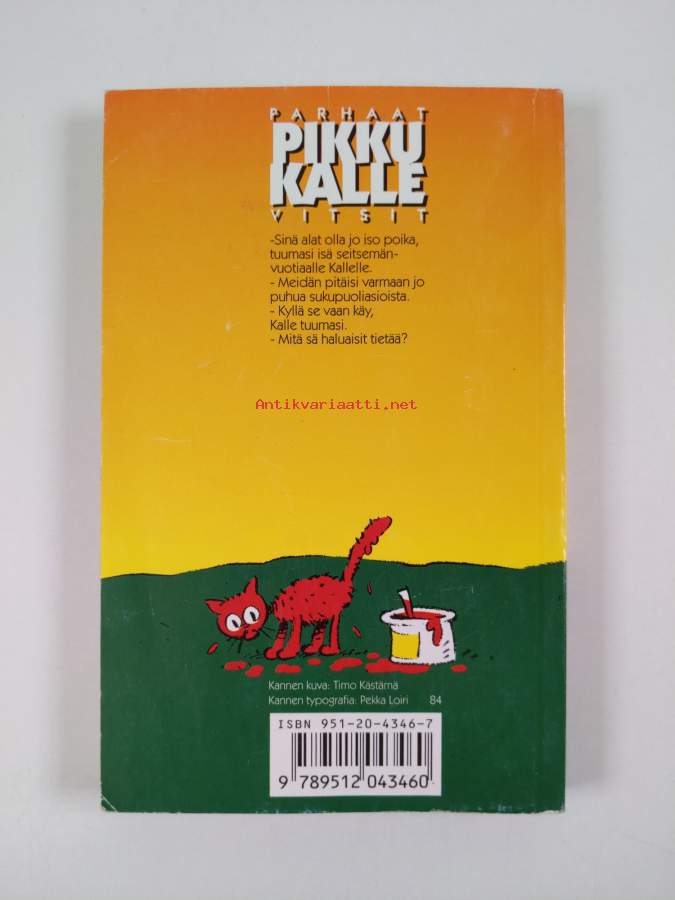 PARHAAT
PIKKU
KALLE
VITSIT
-Sinä alat olla jo iso poika,
tuumasi isä seitsemän-
vuotiaalle Kallelle.
- Meidän pitäisi varmaan jo
puhua sukupuoliasioista.
- Kyllä se vaan käy,
Kalle tuumasi.
- Mitä sä haluaisit tietää?
Antikvariaatti.net
Kannen kuva: Timo Kästämä
Kannen typografia: Pekka Loiri 84
ISBN 951-20-4346-7
9 789512 043460